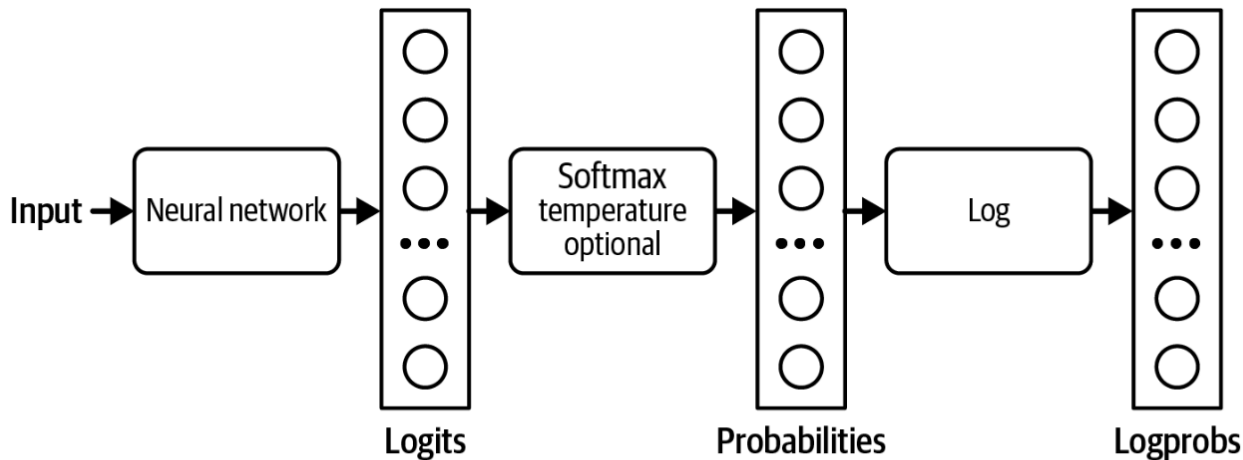 Input
Neural network
Softmax
temperature
optional
Log
Logits
Probabilities
Logprobs